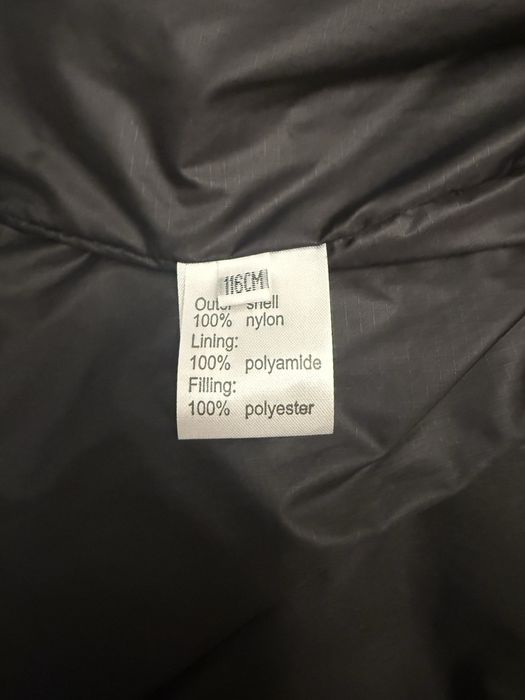 116CM
Outer shell
100% nylon
Lining:
100% polyamide
Filling:
100% polyester